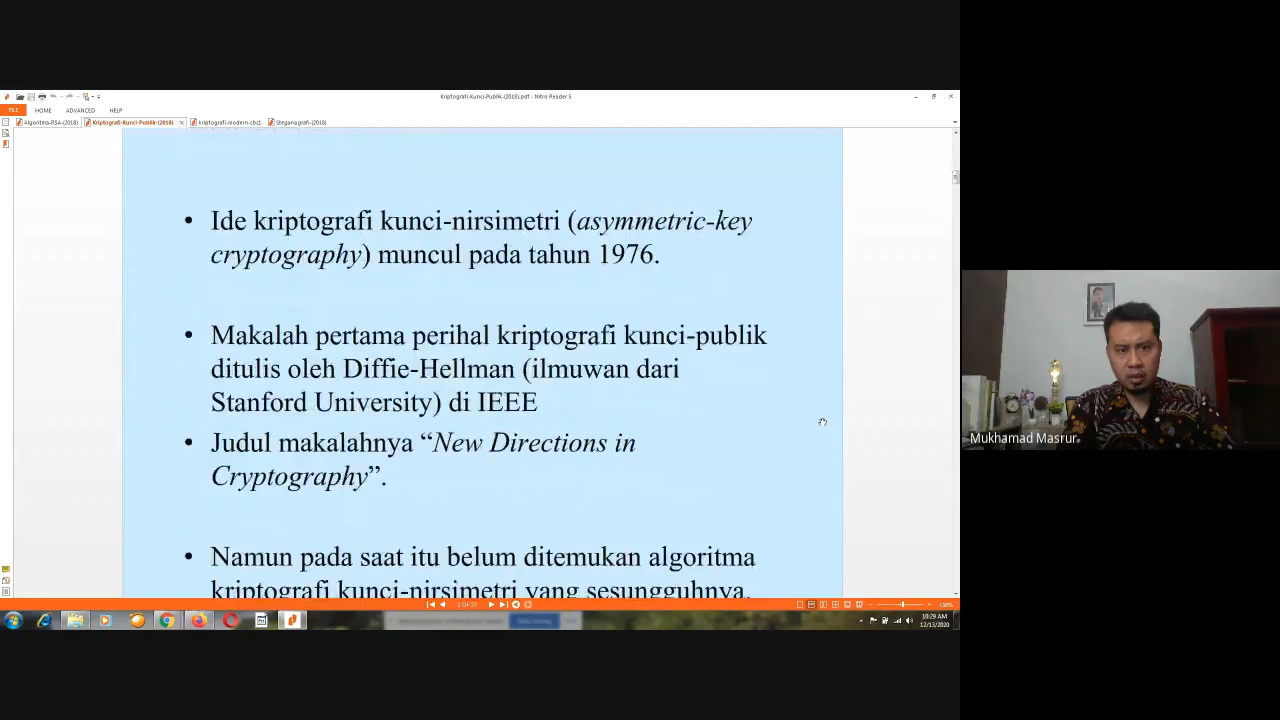 Kriptografi-Kunci-Publik-(2018).pdf - Nitro Reader 5
FILE HOME ADVANCED HELP
Algoritma-RSA-(2018) Kriptografi-Kunci-Publik-(2018) kriptografi-modern-cbc(. Steganografi-(2018)
• Ide kriptografi kunci-nirsimetri (asymmetric-key
cryptography) muncul pada tahun 1976.
• Makalah pertama perihal kriptografi kunci-publik
ditulis oleh Diffie-Hellman (ilmuwan dari
Stanford University) di IEEE
• Judul makalahnya “New Directions in
Cryptography”.
• Namun pada saat itu belum ditemukan algoritma
kriptografi kunci-nirsimetri yang sesungguhnya.
Mukhamad Masrur
10:29 AM
12/13/2020